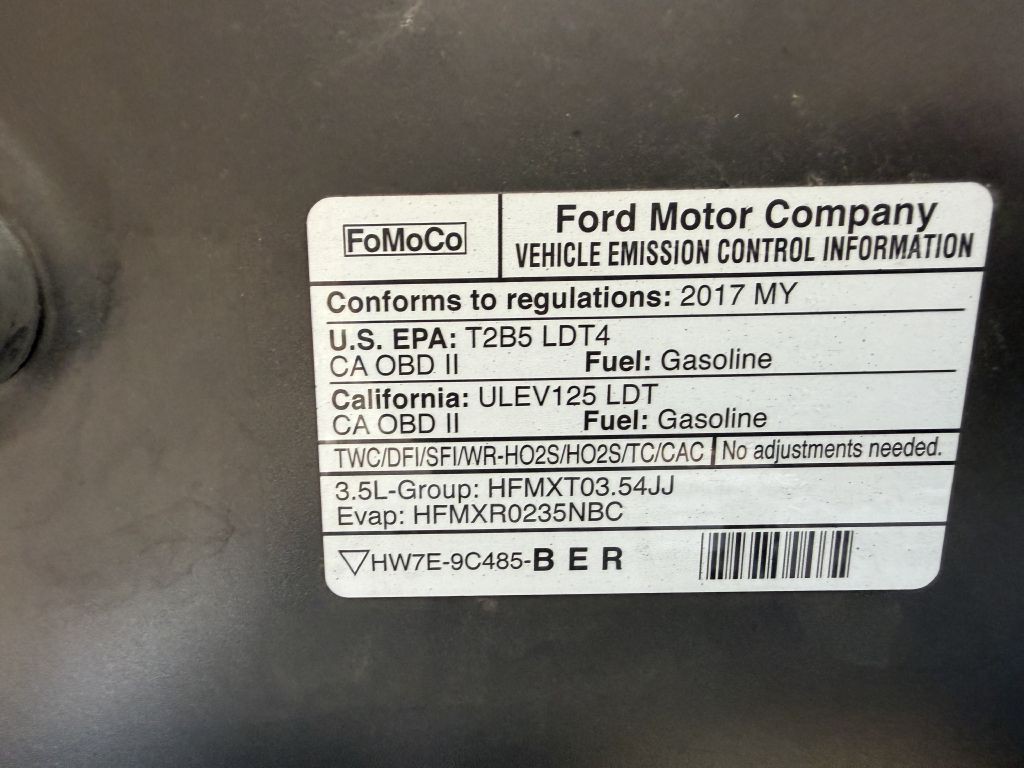 FoMoCo
Ford Motor Company
VEHICLE EMISSION CONTROL INFORMATION
Conforms to regulations: 2017 MY
U.S. EPA: T2B5 LDT4
CA OBD II Fuel: Gasoline
California: ULEV125 LDT
CA OBD II Fuel: Gasoline
TWC/DFI/SFI/WR-HO2S/HO2S/TC/CAC No adjustments needed.
3.5L-Group: HFMXT03.54JJ
Evap: HFMXR0235NBC
HW7E-9C485-B E R